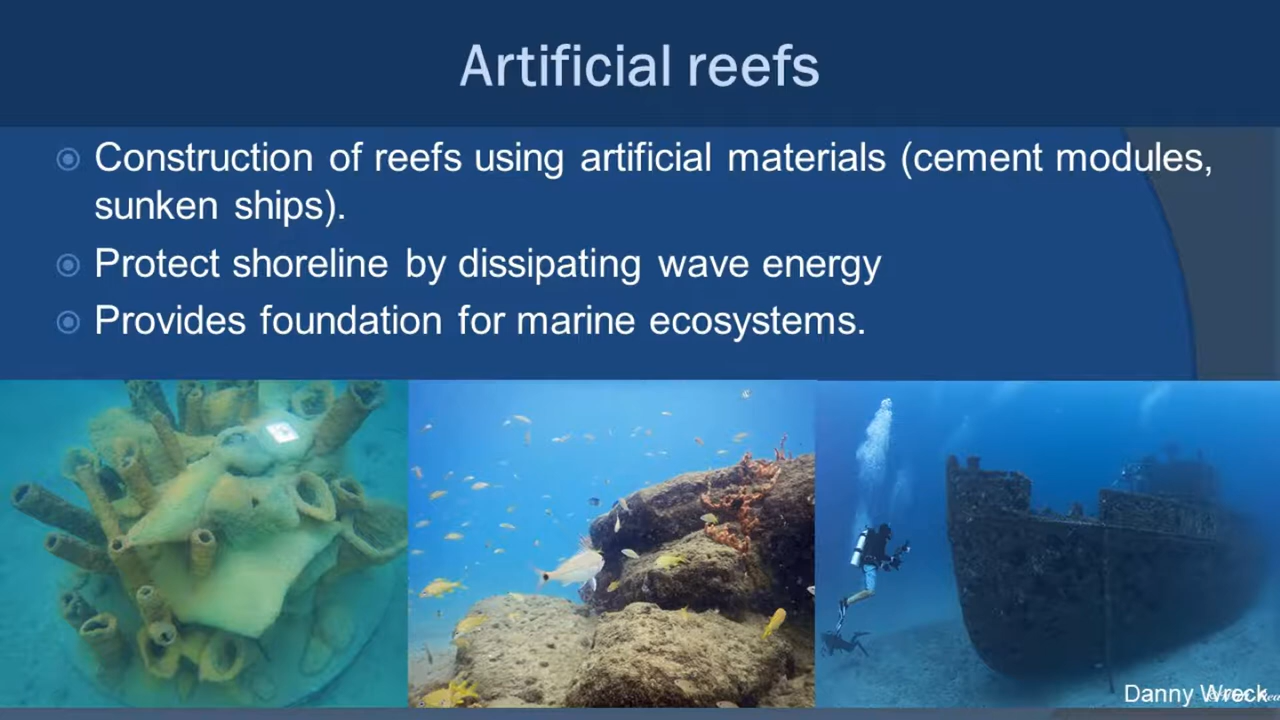 Artificial reefs
Construction of reefs using artificial materials (cement modules,
sunken ships).
Protect shoreline by dissipating wave energy
Provides foundation for marine ecosystems.
Danny Wreck